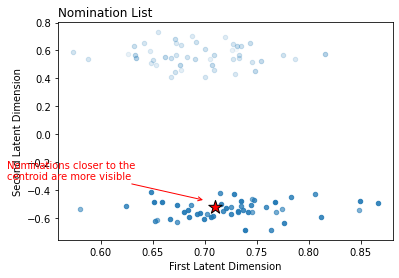 Nomination List
0.8
0.6
0.4
0.2
0.0
−0.2
−0.4
−0.6
Second Latent Dimension
Nominations closer to the
centroid are more visible
0.60
0.65
0.70
0.75
0.80
0.85
First Latent Dimension